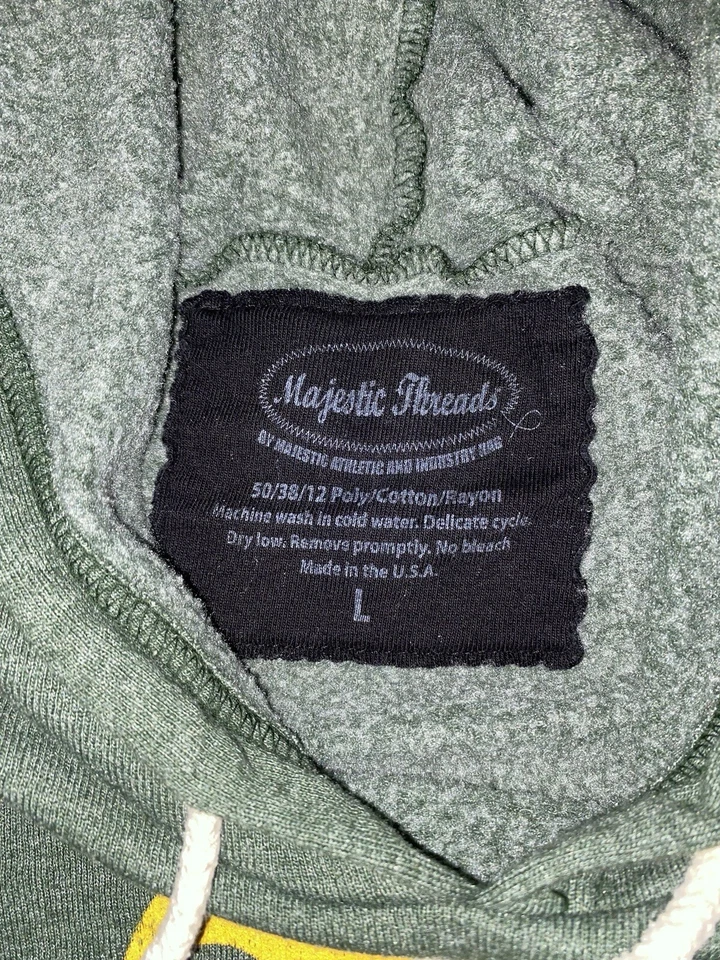 Majestic Threads
BY MAJESTIC ATHLETIC AND INDUSTRY INC
50/38/12 Poly/Cotton/Rayon
Machine wash in cold water. Delicate cycle.
Dry low. Remove promptly. No bleach
Made in the U.S.A.
L